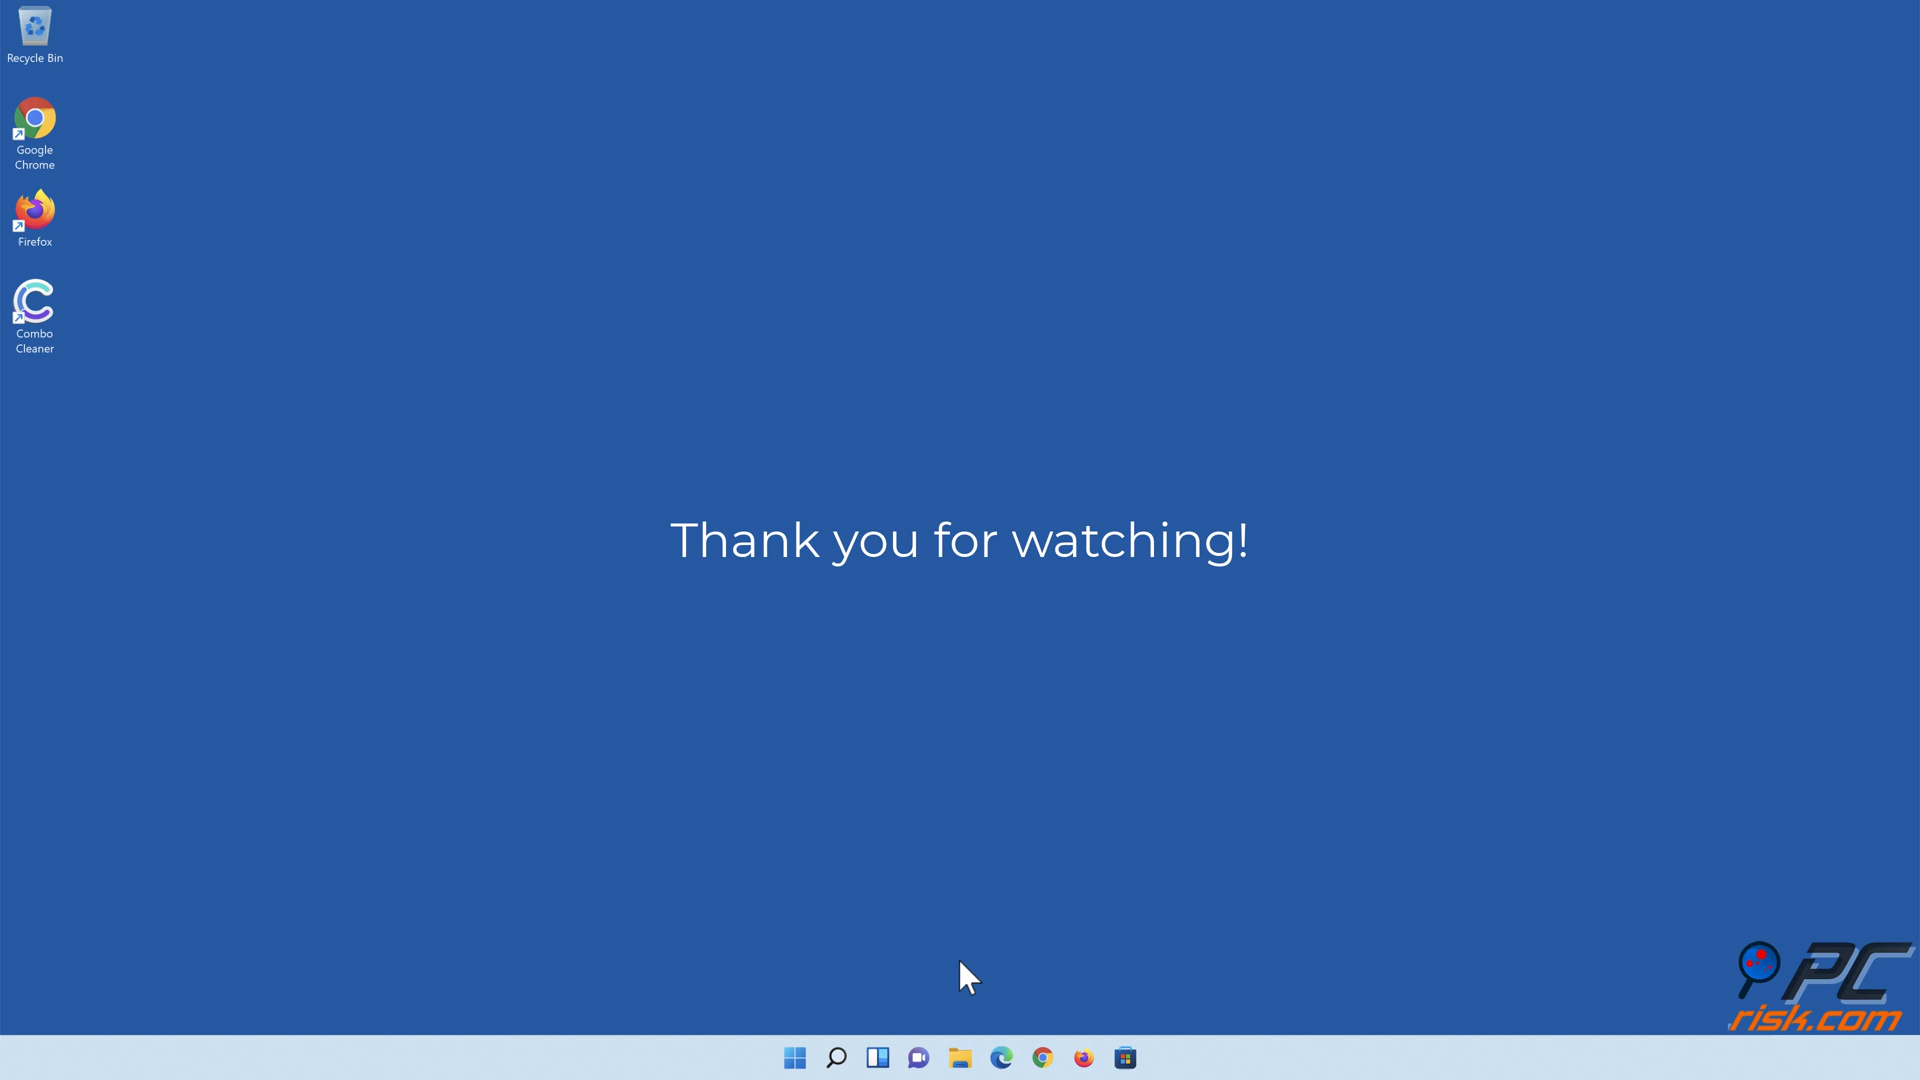 Recycle Bin
Google
Chrome
Firefox
Combo
Cleaner
Thank you for watching!
PC
risk.com